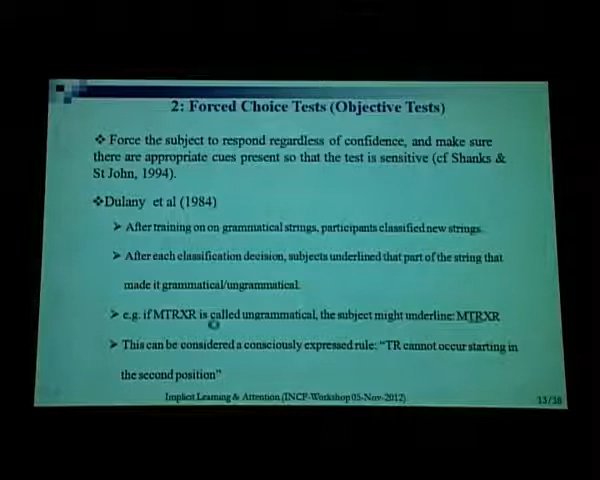 2: Forced Choice Tests (Objective Tests)
❖ Force the subject to respond regardless of confidence, and make sure
there are appropriate cues present so that the test is sensitive (cf Shanks &
St John, 1994).
❖Dulany et al (1984)
➤ After training on on grammatical strings, participants classified new strings.
➤ After each classification decision, subjects underlined that part of the string that
made it grammatical/ungrammatical.
➤ e.g. if MTRXR is called ungrammatical, the subject might underline: MTRXR
➤ This can be considered a consciously expressed rule: “TR cannot occur starting in
the second position”
Implicit Learning & Attention (INCF-Workshop 05-Nov-2012)
13/38